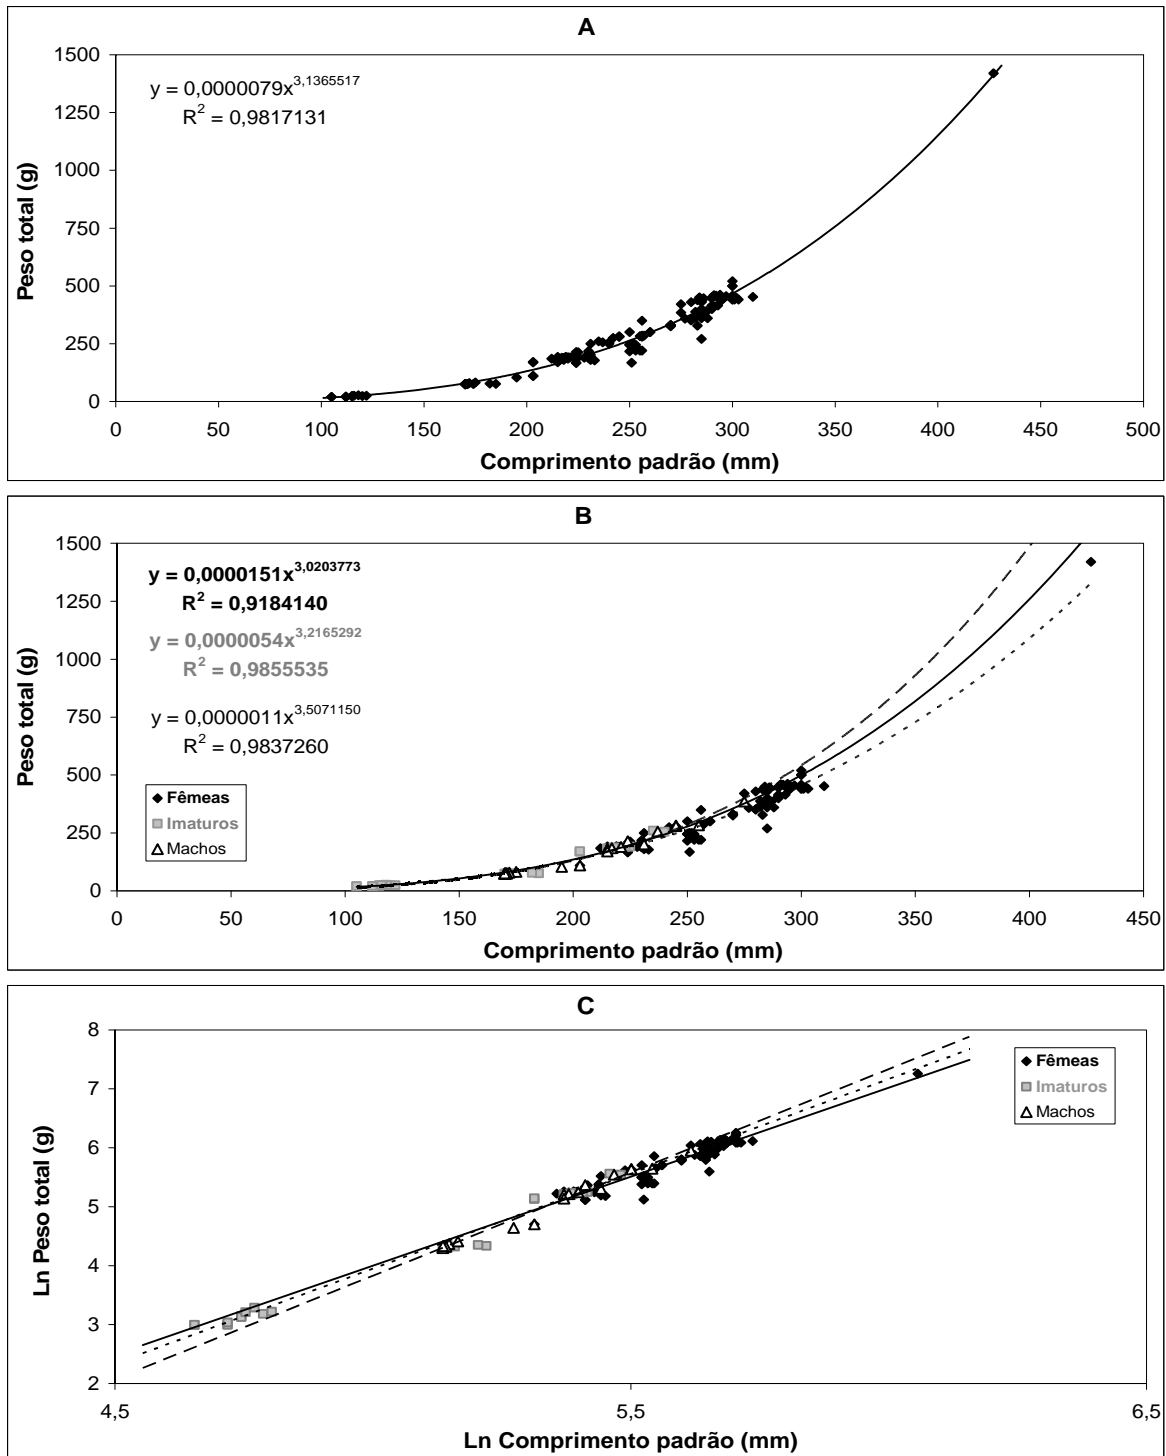 A
y = 0,0000079x^3,1365517
R² = 0,9817131
1500
1250
1000
750
500
250
0
Peso total (g)
0 50 100 150 200 250 300 350 400 450 500
Comprimento padrão (mm)
B
y = 0,0000151x^3,0203773
R² = 0,9184140
y = 0,0000054x^3,2165292
R² = 0,9855535
y = 0,0000011x^3,5071150
R² = 0,9837260
Fêmeas
Imaturos
Machos
1500
1250
1000
750
500
250
0
Peso total (g)
0 50 100 150 200 250 300 350 400 450
Comprimento padrão (mm)
C
Fêmeas
Imaturos
Machos
8
7
6
5
4
3
2
Ln Peso total (g)
4,5 5,5 6,5
Ln Comprimento padrão (mm)